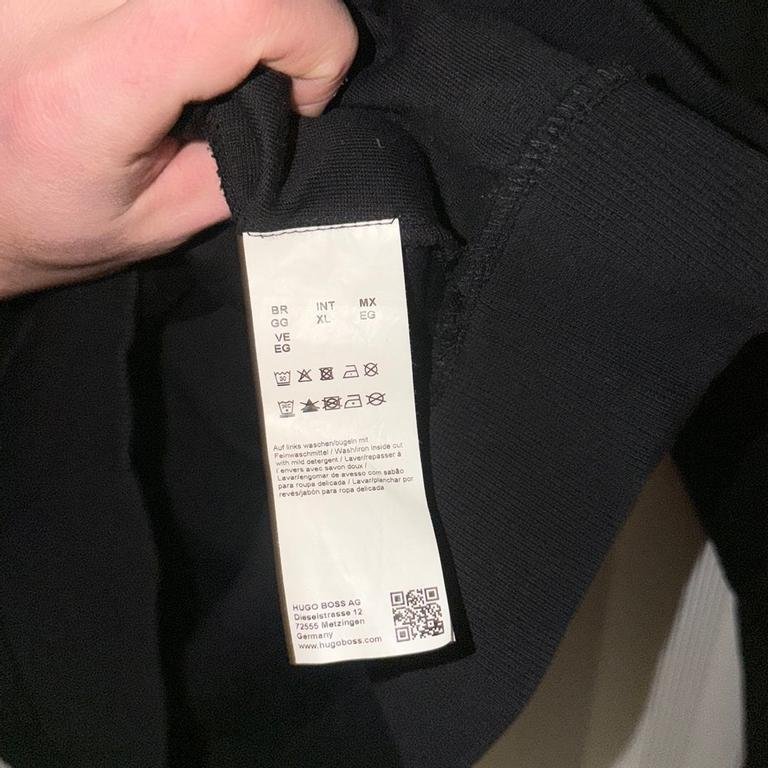 BR INT MX
GG XL EG
VE
EG
30
30C
Auf links waschen/bügeln mit
Feinwaschmittel / Wash/iron inside out
with mild detergent / Laver/repasser à
l'envers avec savon doux /
Lavar/engomar de avesso com sabão
para roupa delicada / Lavar/planchar por
revés/jabón para ropa delicada
HUGO BOSS AG
Dieselstrasse 12
72555 Metzingen
Germany
www.hugoboss.com